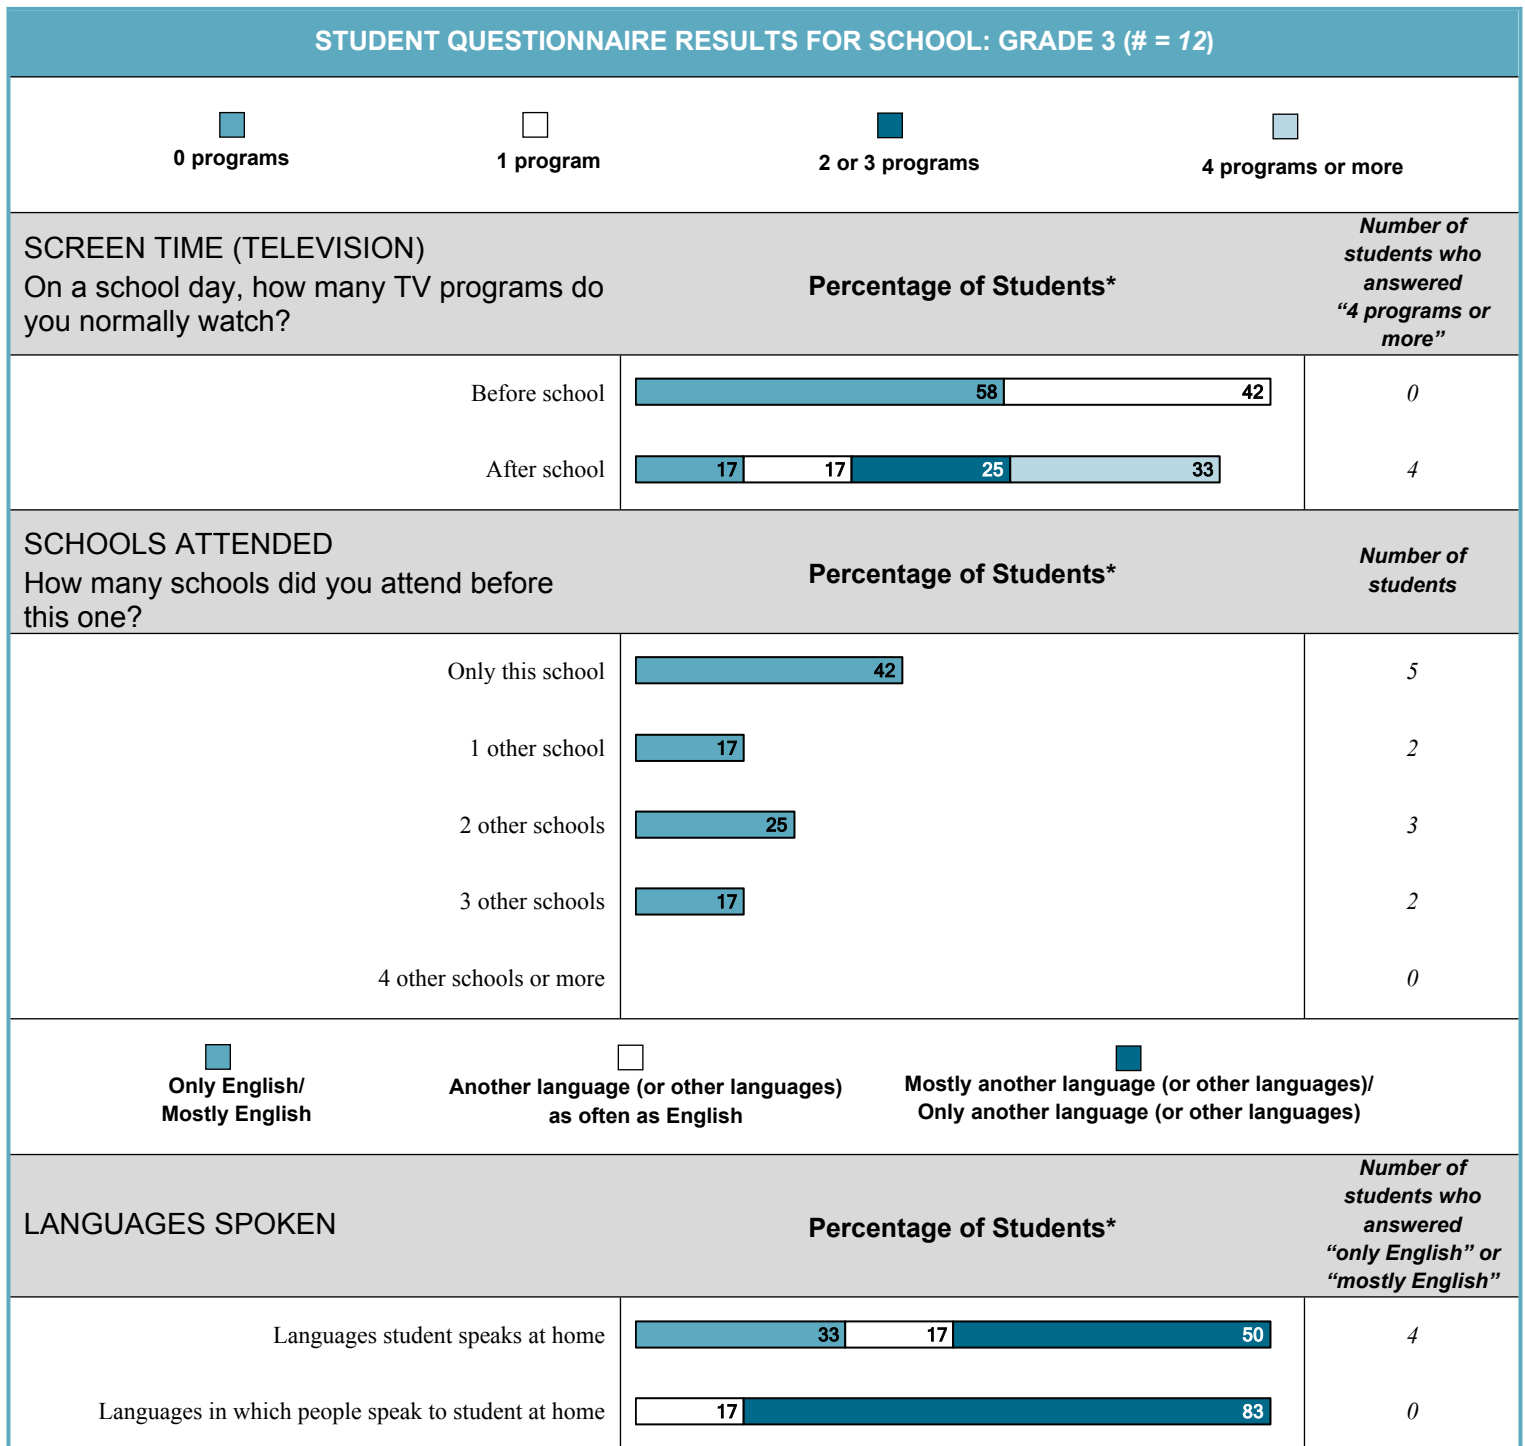 STUDENT QUESTIONNAIRE RESULTS FOR SCHOOL: GRADE 3 (# = 12)
0 programs
1 program
2 or 3 programs
4 programs or more
SCREEN TIME (TELEVISION)
On a school day, how many TV programs do
you normally watch?
Percentage of Students*
Number of
students who
answered
“4 programs or
more”
Before school
58
42
0
After school
17
17
25
33
4
SCHOOLS ATTENDED
How many schools did you attend before
this one?
Percentage of Students*
Number of
students
Only this school
42
5
1 other school
17
2
2 other schools
25
3
3 other schools
17
2
4 other schools or more
0
Only English/
Mostly English
Another language (or other languages)
as often as English
Mostly another language (or other languages)/
Only another language (or other languages)
LANGUAGES SPOKEN
Percentage of Students*
Number of
students who
answered
“only English” or
“mostly English”
Languages student speaks at home
33
17
50
4
Languages in which people speak to student at home
17
83
0